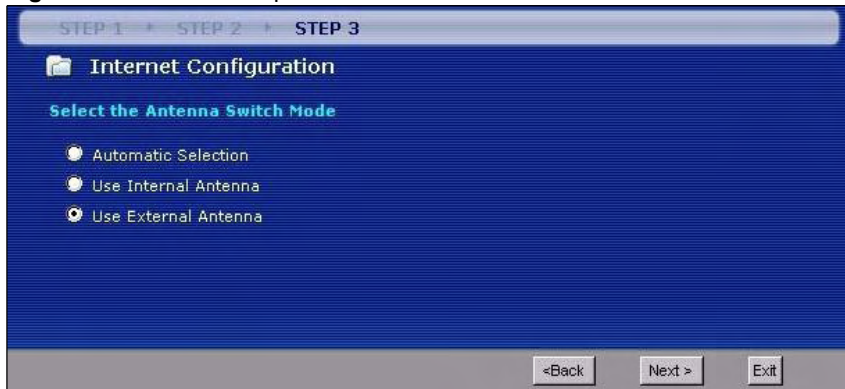 STEP 1 STEP 2 STEP 3
Internet Configuration
Select the Antenna Switch Mode
Automatic Selection
Use Internal Antenna
Use External Antenna
<Back Next > Exit